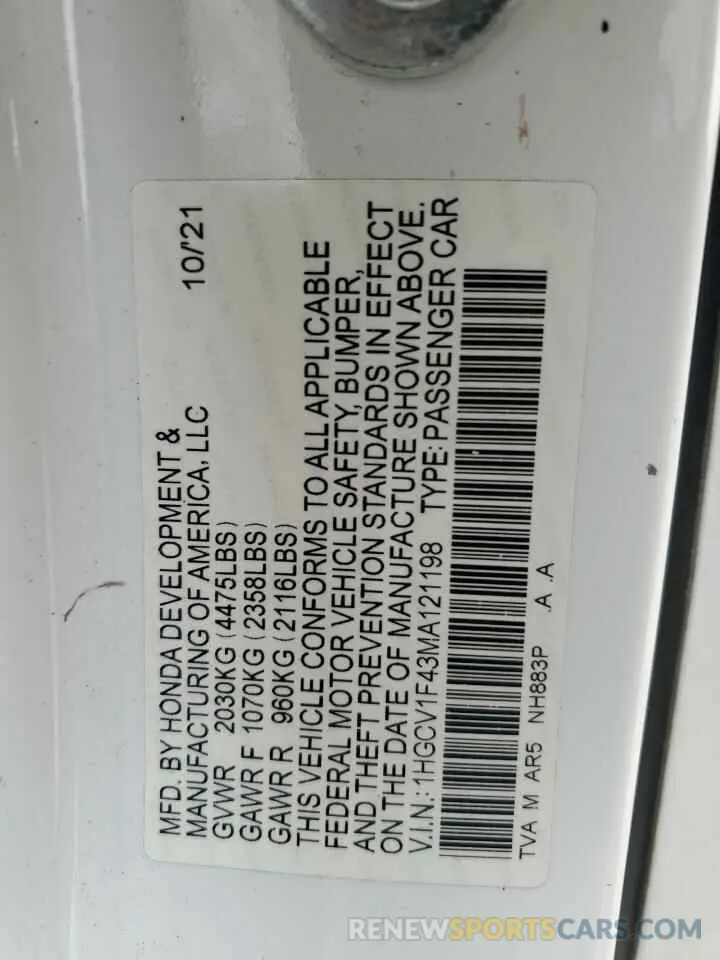 MFD. BY HONDA DEVELOPMENT &
MANUFACTURING OF AMERICA, LLC 10/'21
GVWR 2030KG (4475LBS)
GAWR F 1070KG (2358LBS)
GAWR R 960KG (2116LBS)
THIS VEHICLE CONFORMS TO ALL APPLICABLE
FEDERAL MOTOR VEHICLE SAFETY, BUMPER,
AND THEFT PREVENTION STANDARDS IN EFFECT
ON THE DATE OF MANUFACTURE SHOWN ABOVE.
V.I.N.: 1HGCV1F43MA121198 TYPE: PASSENGER CAR
TVA M AR5 NH883P .A .A
RENEWSPORTSCARS.COM